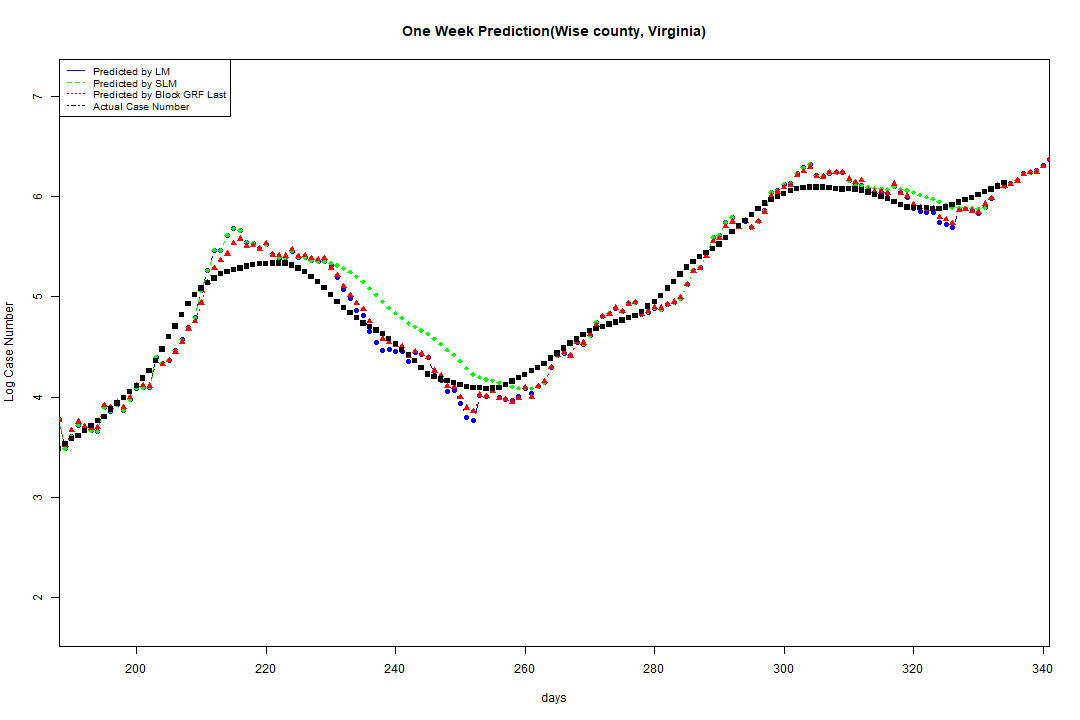 One Week Prediction(Wise county, Virginia)
Predicted by LM
Predicted by SLM
Predicted by Block GRF Last
Actual Case Number
7
6
5
4
3
2
Log Case Number
200 220 240 260 280 300 320 340
days